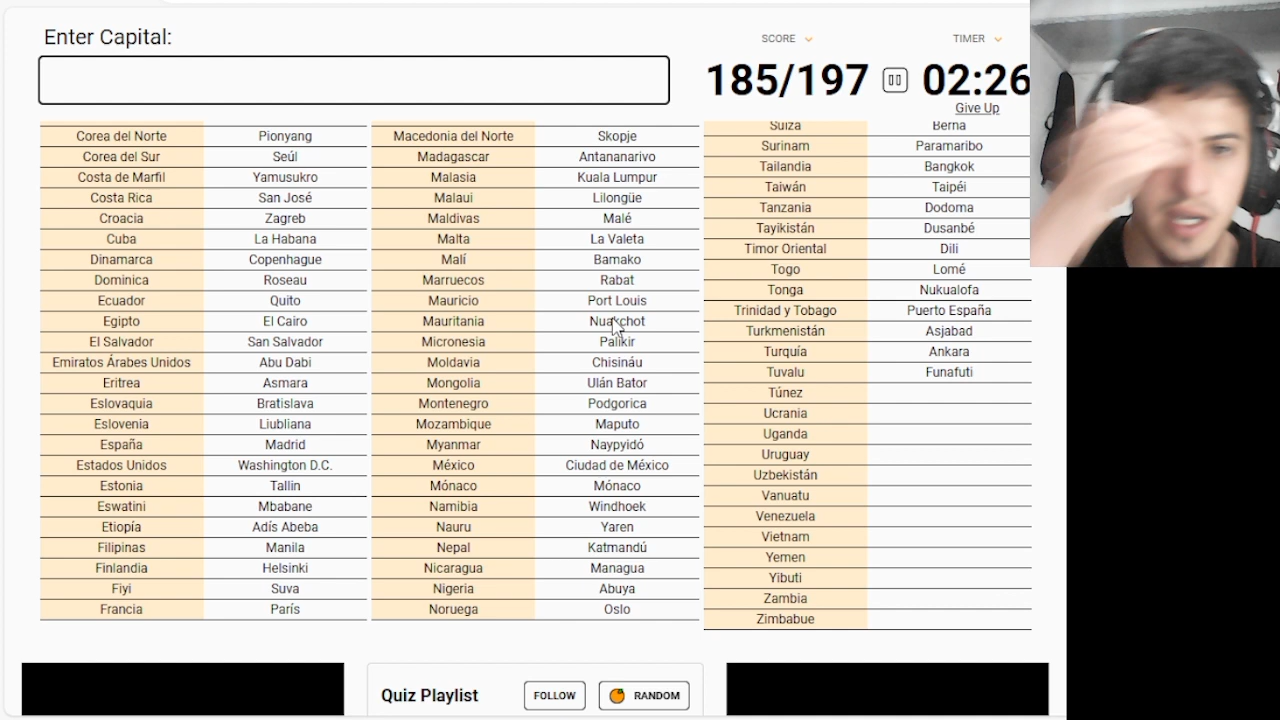 Enter Capital:
SCORE
TIMER
185/197
02:26
Give Up
Corea del Norte Pionyang
Corea del Sur Seúl
Costa de Marfil Yamusukro
Costa Rica San José
Croacia Zagreb
Cuba La Habana
Dinamarca Copenhague
Dominica Roseau
Ecuador Quito
Egipto El Cairo
El Salvador San Salvador
Emiratos Árabes Unidos Abu Dabi
Eritrea Asmara
Eslovaquia Bratislava
Eslovenia Liubliana
España Madrid
Estados Unidos Washington D.C.
Estonia Tallin
Eswatini Mbabane
Etiopía Adís Abeba
Filipinas Manila
Finlandia Helsinki
Fiyi Suva
Francia París
Macedonia del Norte Skopje
Madagascar Antananarivo
Malasia Kuala Lumpur
Malaui Lilongüe
Maldivas Malé
Malta La Valeta
Malí Bamako
Marruecos Rabat
Mauricio Port Louis
Mauritania Nuakchot
Micronesia Palikir
Moldavia Chisináu
Mongolia Ulán Bator
Montenegro Podgorica
Mozambique Maputo
Myanmar Naypyidó
México Ciudad de México
Mónaco Mónaco
Namibia Windhoek
Nauru Yaren
Nepal Katmandú
Nicaragua Managua
Nigeria Abuya
Noruega Oslo
Suiza Berna
Surinam Paramaribo
Tailandia Bangkok
Taiwán Taipéi
Tanzania Dodoma
Tayikistán Dusanbé
Timor Oriental Dili
Togo Lomé
Tonga Nukualofa
Trinidad y Tobago Puerto España
Turkmenistán Asjabad
Turquía Ankara
Tuvalu Funafuti
Túnez
Ucrania
Uganda
Uruguay
Uzbekistán
Vanuatu
Venezuela
Vietnam
Yemen
Yibuti
Zambia
Zimbabue
Quiz Playlist
FOLLOW
RANDOM